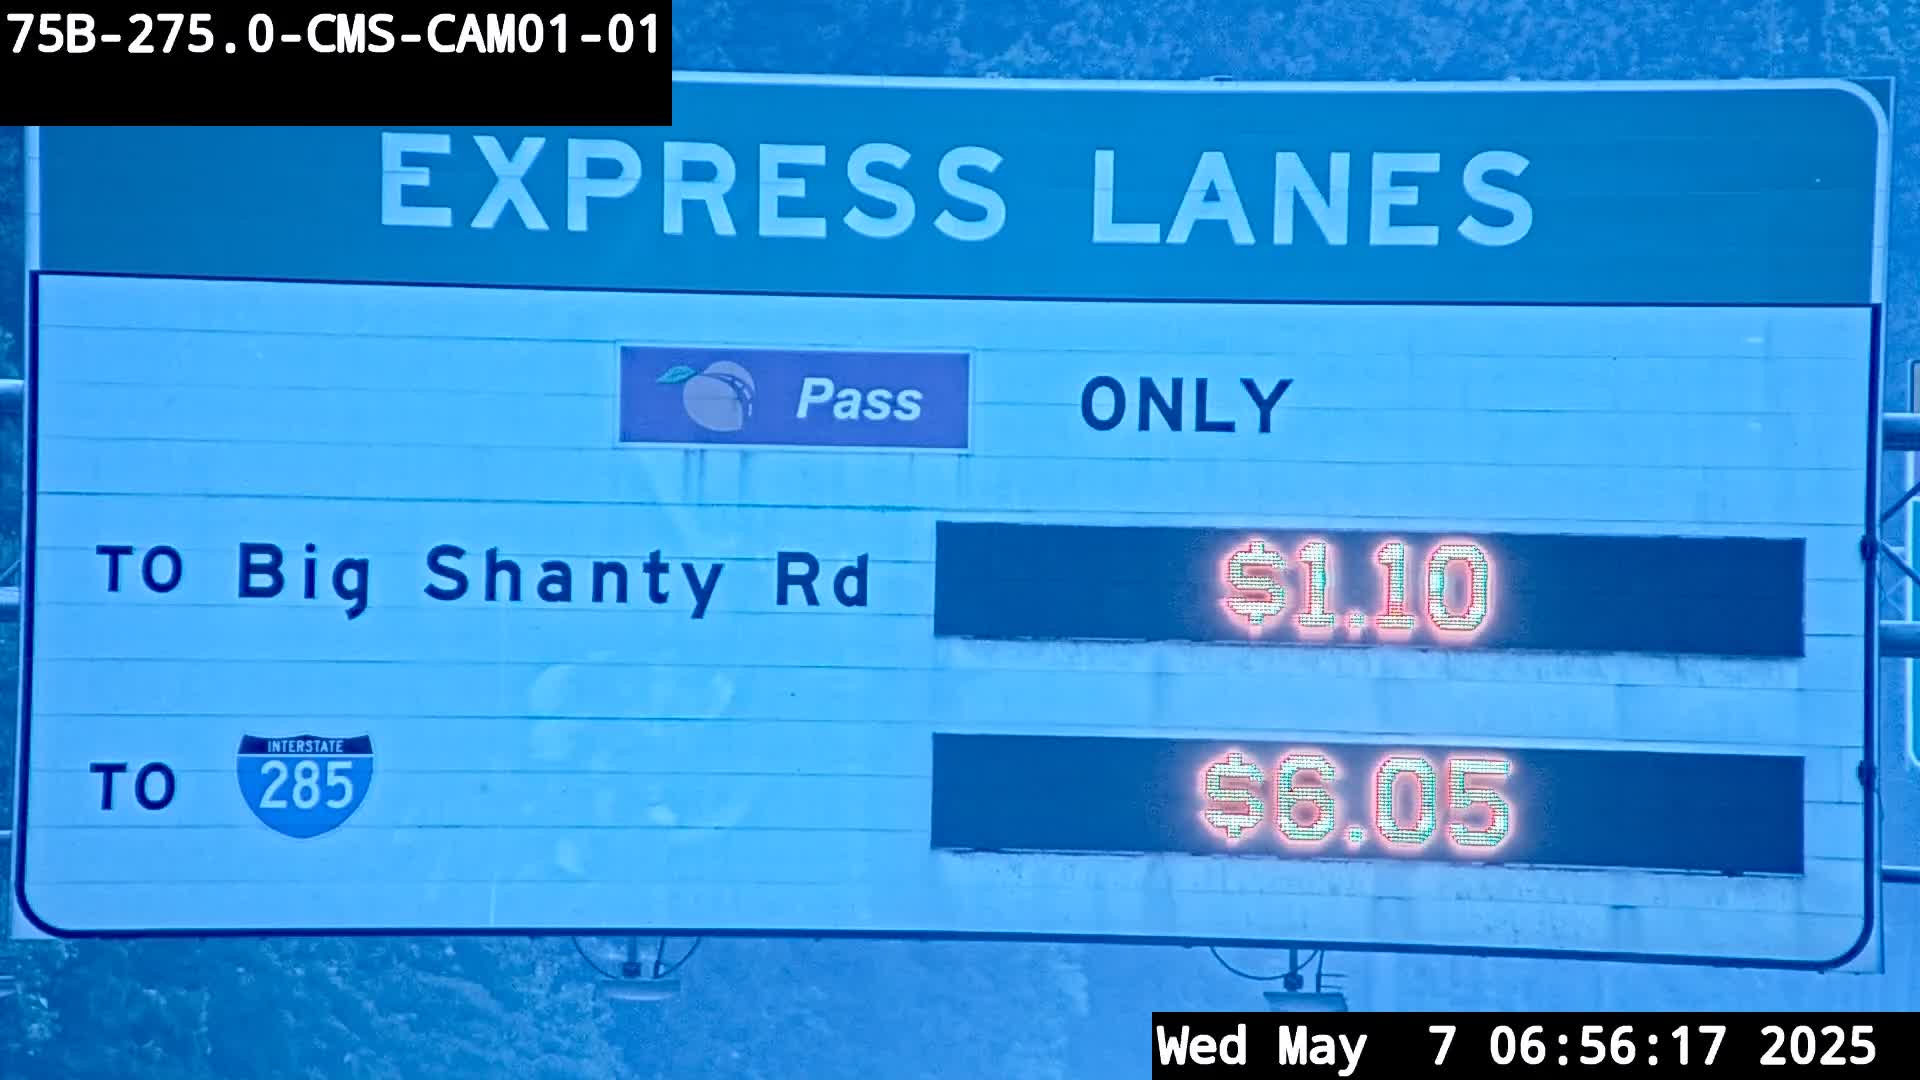 75B-275.0-CMS-CAM01-01
EXPRESS LANES
Pass ONLY
TO Big Shanty Rd $1.10
TO INTERSTATE 285 $6.05
Wed May 7 06:56:17 2025